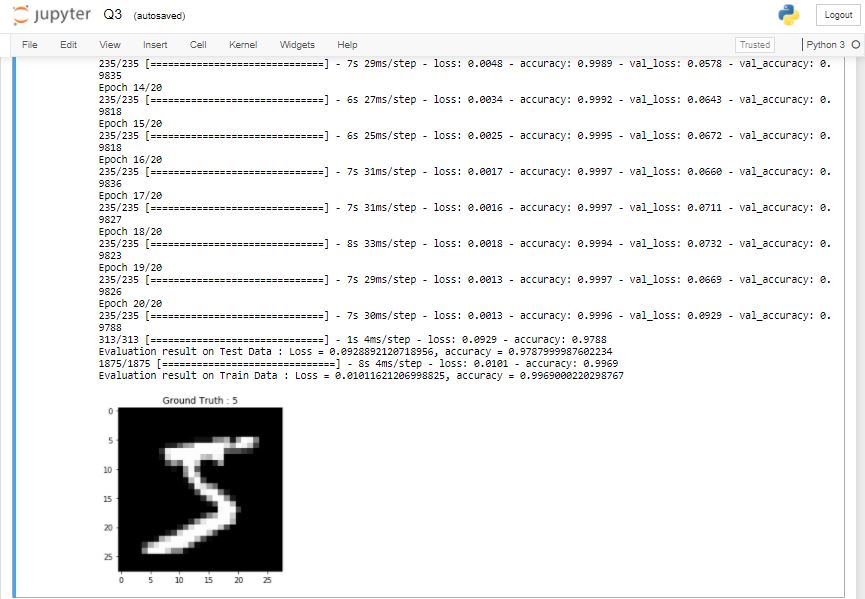 jupyter Q3 (autosaved) Logout
File Edit View Insert Cell Kernel Widgets Help Trusted Python 3
235/235 [==============================] - 7s 29ms/step - loss: 0.0048 - accuracy: 0.9989 - val_loss: 0.0578 - val_accuracy: 0.
9835
Epoch 14/20
235/235 [==============================] - 6s 27ms/step - loss: 0.0034 - accuracy: 0.9992 - val_loss: 0.0643 - val_accuracy: 0.
9818
Epoch 15/20
235/235 [==============================] - 6s 25ms/step - loss: 0.0025 - accuracy: 0.9995 - val_loss: 0.0672 - val_accuracy: 0.
9818
Epoch 16/20
235/235 [==============================] - 7s 31ms/step - loss: 0.0017 - accuracy: 0.9997 - val_loss: 0.0660 - val_accuracy: 0.
9836
Epoch 17/20
235/235 [==============================] - 7s 31ms/step - loss: 0.0016 - accuracy: 0.9997 - val_loss: 0.0711 - val_accuracy: 0.
9827
Epoch 18/20
235/235 [==============================] - 8s 33ms/step - loss: 0.0018 - accuracy: 0.9994 - val_loss: 0.0732 - val_accuracy: 0.
9823
Epoch 19/20
235/235 [==============================] - 7s 29ms/step - loss: 0.0013 - accuracy: 0.9997 - val_loss: 0.0669 - val_accuracy: 0.
9826
Epoch 20/20
235/235 [==============================] - 7s 30ms/step - loss: 0.0013 - accuracy: 0.9996 - val_loss: 0.0929 - val_accuracy: 0.
9788
313/313 [==============================] - 1s 4ms/step - loss: 0.0929 - accuracy: 0.9788
Evaluation result on Test Data : Loss = 0.0928892120718956, accuracy = 0.9787999987602234
1875/1875 [==============================] - 8s 4ms/step - loss: 0.0101 - accuracy: 0.9969
Evaluation result on Train Data : Loss = 0.01011621206998825, accuracy = 0.9969000220298767
Ground Truth : 5
0
5
10
15
20
25
0 5 10 15 20 25